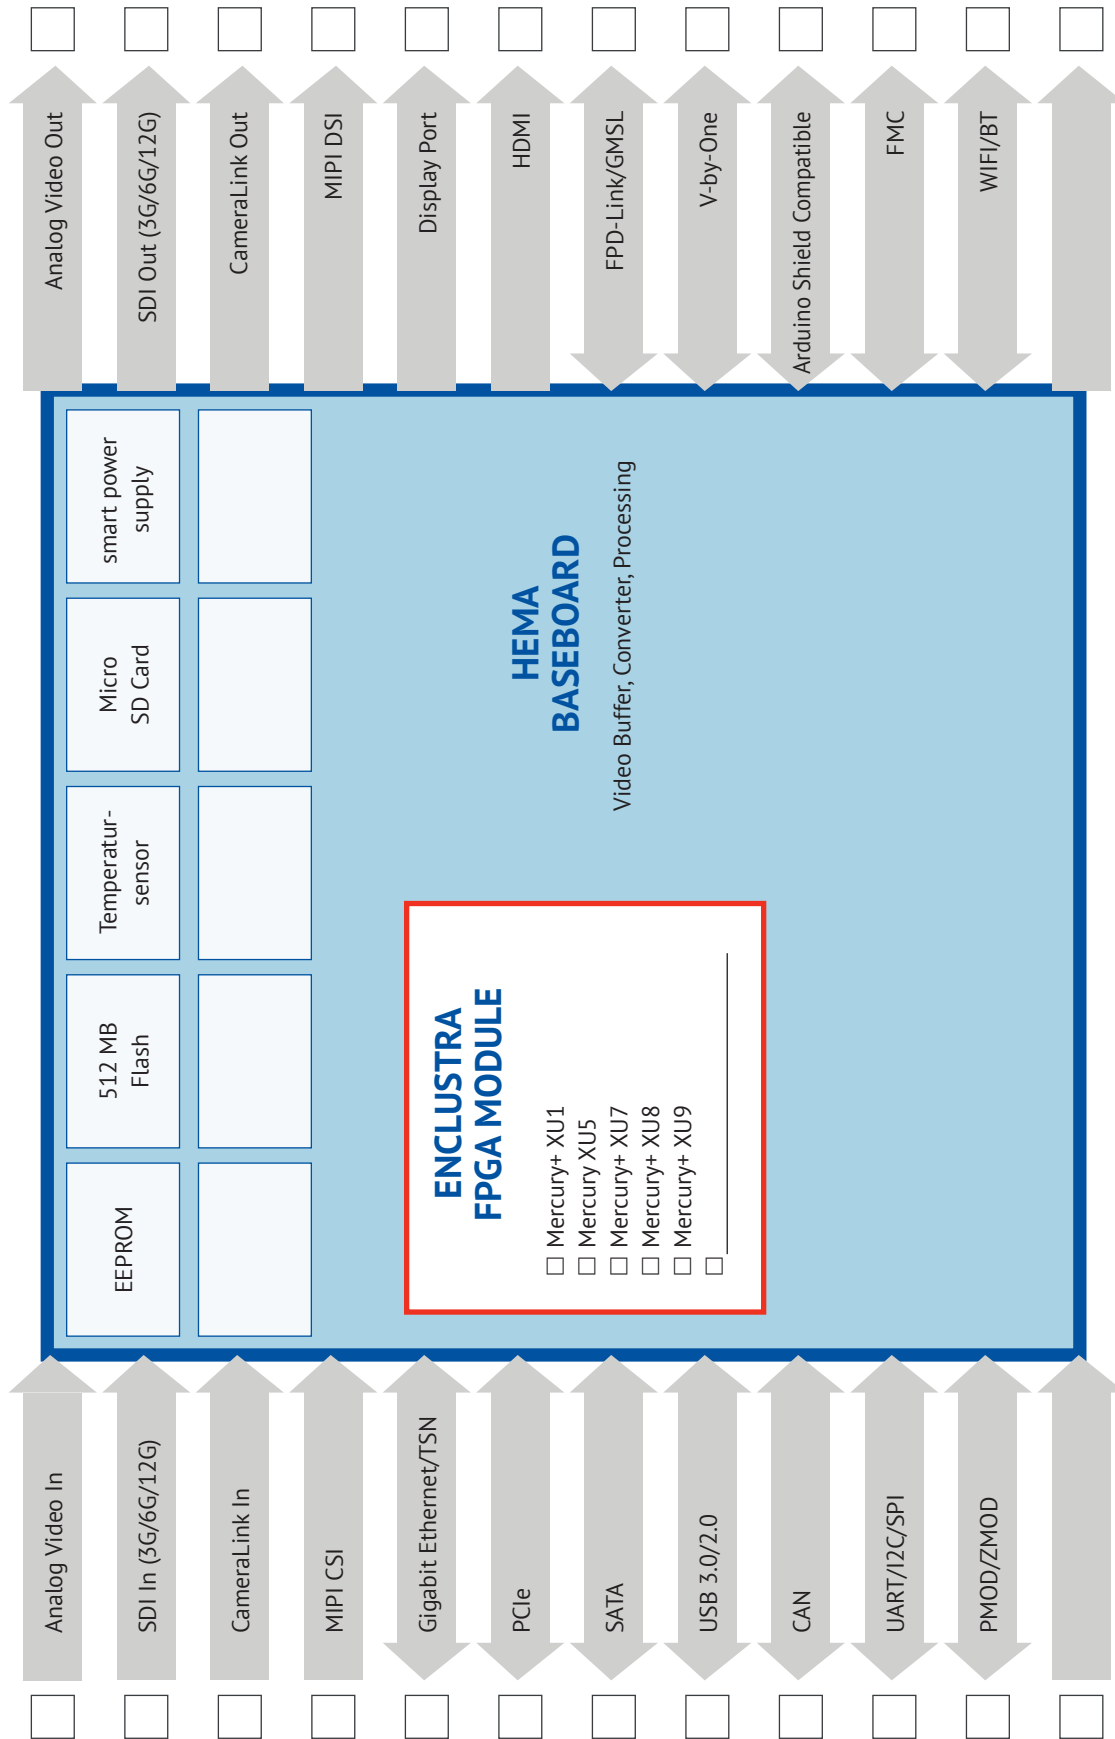 Analog Video In
SDI In (3G/6G/12G)
CameraLink In
MIPI CSI
Gigabit Ethernet/TSN
PCIe
SATA
USB 3.0/2.0
CAN
UART/I2C/SPI
PMOD/ZMOD
EEPROM
512 MB
Flash
Temperatur-
sensor
Micro
SD Card
smart power
supply
ENCLUSTRA
FPGA MODULE
Mercury+ XU1
Mercury XU5
Mercury+ XU7
Mercury+ XU8
Mercury+ XU9
HEMA
BASEBOARD
Video Buffer, Converter, Processing
Analog Video Out
SDI Out (3G/6G/12G)
CameraLink Out
MIPI DSI
Display Port
HDMI
FPD-Link/GMSL
V-by-One
Arduino Shield Compatible
FMC
WIFI/BT